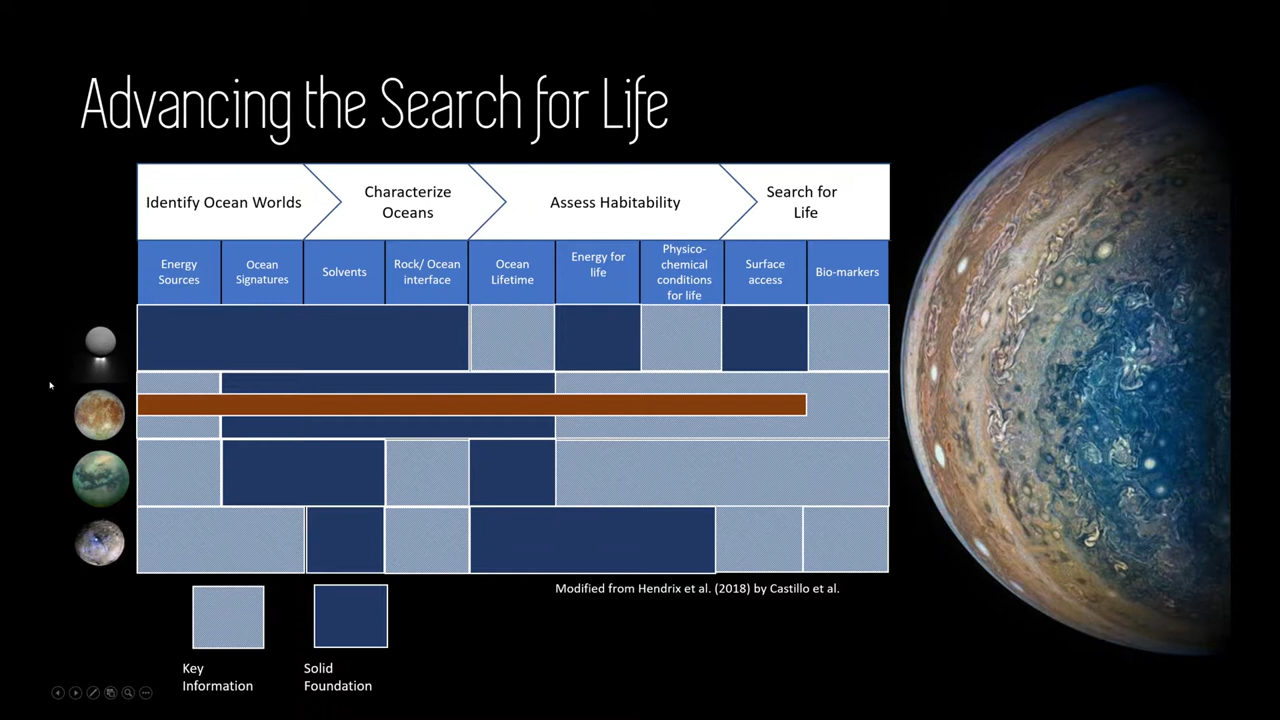 Advancing the Search for Life
Identify Ocean Worlds
Characterize
Oceans
Assess Habitability
Search for
Life
Energy
Sources
Ocean
Signatures
Solvents
Rock/ Ocean
interface
Ocean
Lifetime
Energy for
life
Physico-
chemical
conditions
for life
Surface
access
Bio-markers
Modified from Hendrix et al. (2018) by Castillo et al.
Key
Information
Solid
Foundation